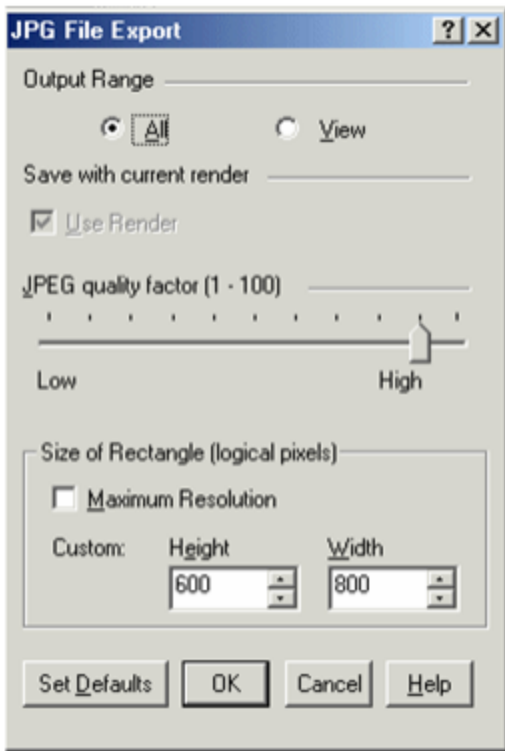 JPG File Export
Output Range
All View
Save with current render
Use Render
JPEG quality factor (1 - 100)
Low High
Size of Rectangle (logical pixels)
Maximum Resolution
Custom: Height Width
600 800
Set Defaults OK Cancel Help